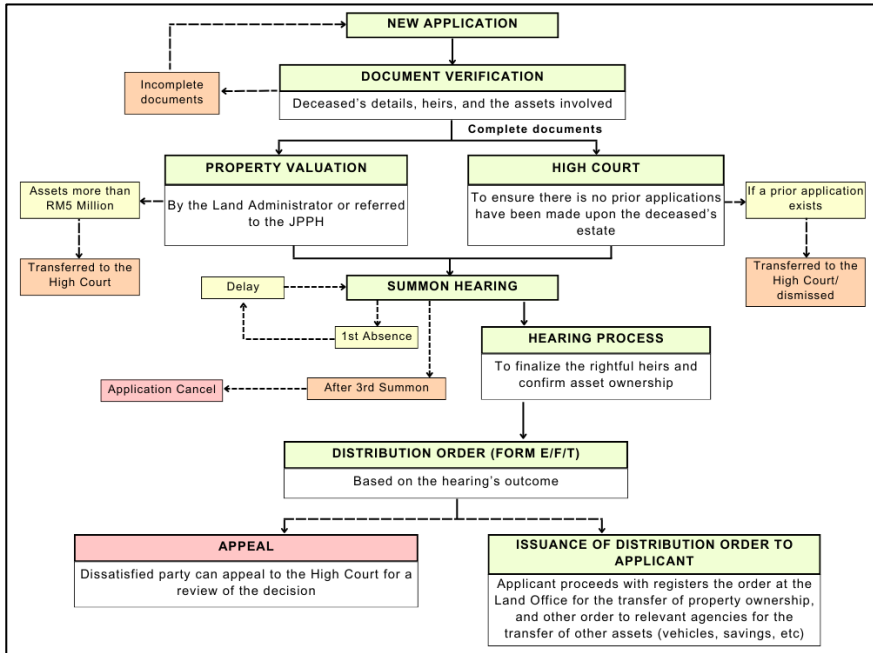 NEW APPLICATION
DOCUMENT VERIFICATION
Deceased's details, heirs, and the assets involved
Incomplete
documents
Complete documents
PROPERTY VALUATION
By the Land Administrator or referred
to the JPPH
HIGH COURT
To ensure there is no prior applications
have been made upon the deceased's
estate
Assets more than
RM5 Million
Transferred to the
High Court
If a prior application
exists
Transferred to the
High Court/
dismissed
Delay
SUMMON HEARING
1st Absence
HEARING PROCESS
To finalize the rightful heirs and
confirm asset ownership
Application Cancel
After 3rd Summon
DISTRIBUTION ORDER (FORM E/F/T)
Based on the hearing's outcome
APPEAL
Dissatisfied party can appeal to the High Court for a
review of the decision
ISSUANCE OF DISTRIBUTION ORDER TO
APPLICANT
Applicant proceeds with registers the order at the
Land Office for the transfer of property ownership,
and other order to relevant agencies for the
transfer of other assets (vehicles, savings, etc)